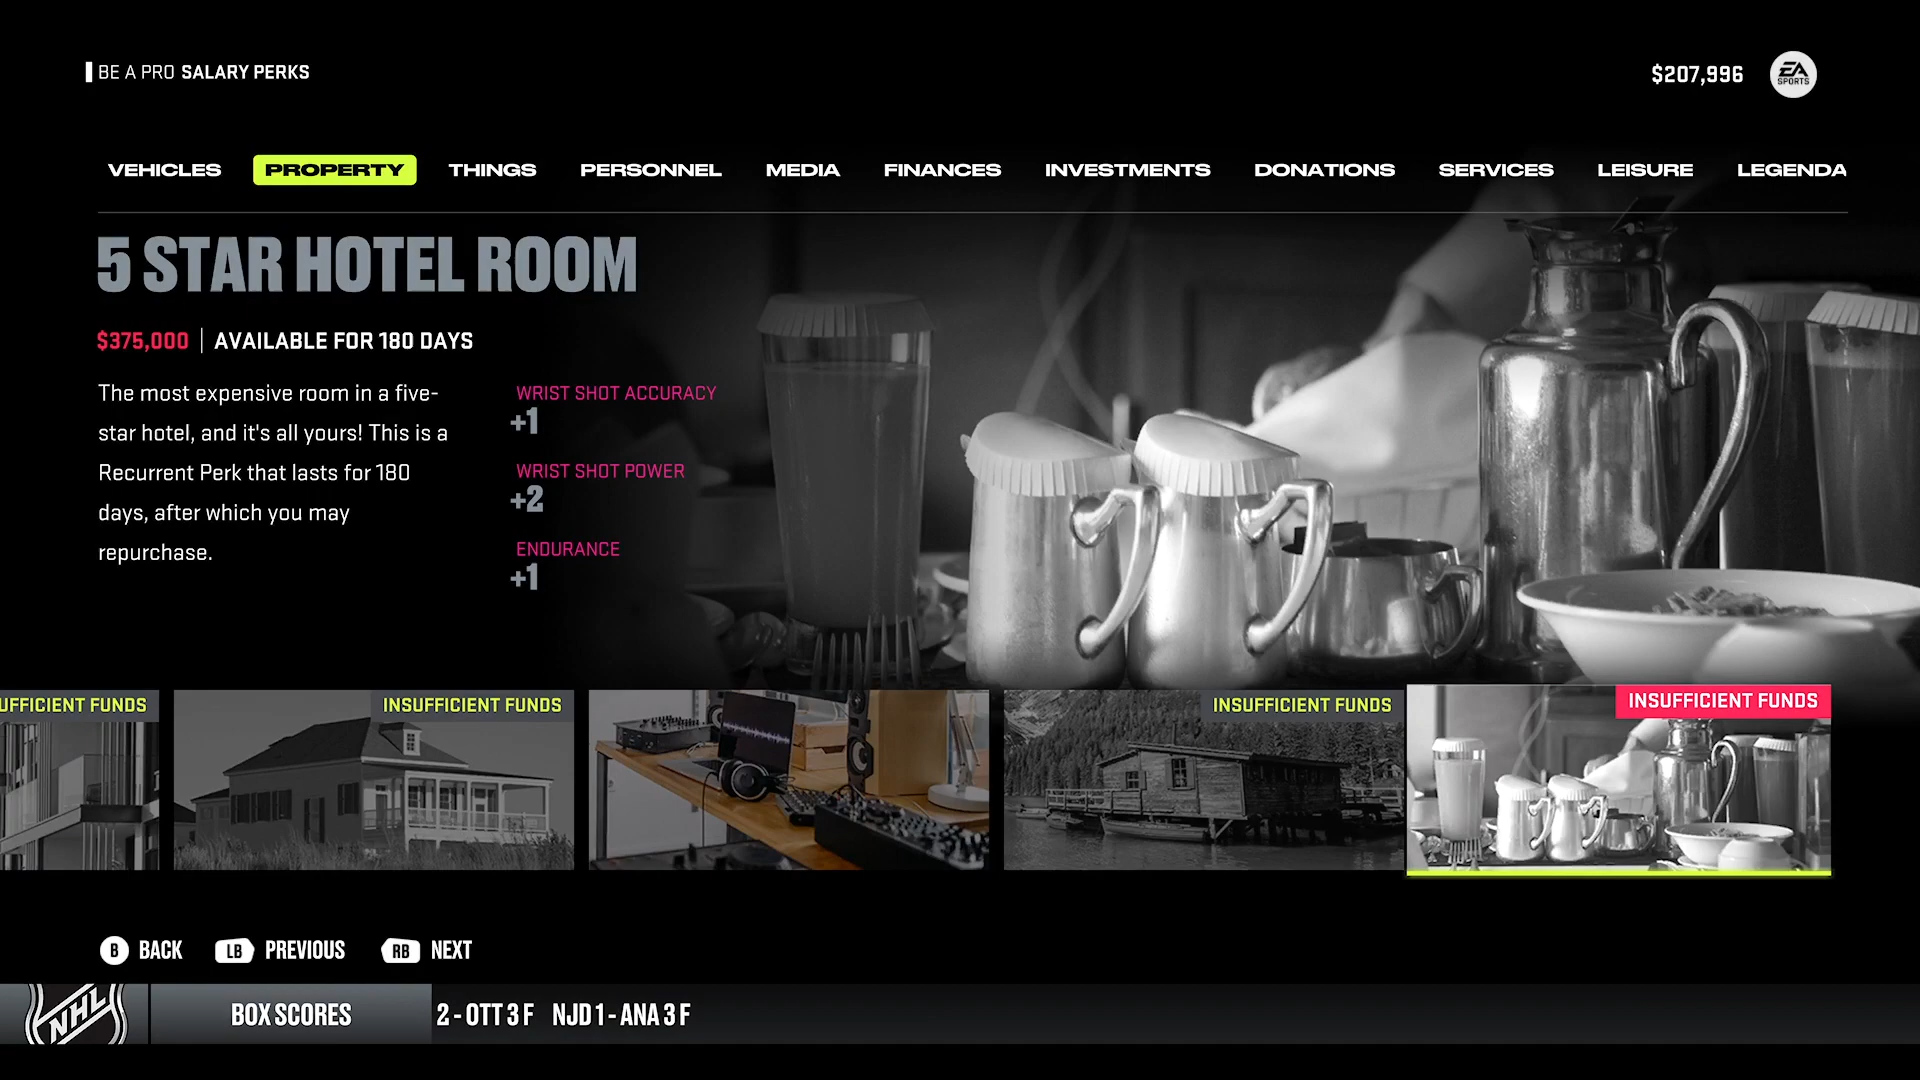 BE A PRO SALARY PERKS
$207,996
EA SPORTS
VEHICLES PROPERTY THINGS PERSONNEL MEDIA FINANCES INVESTMENTS DONATIONS SERVICES LEISURE LEGENDA
5 STAR HOTEL ROOM
$375,000 | AVAILABLE FOR 180 DAYS
The most expensive room in a five-
star hotel, and it's all yours! This is a
Recurrent Perk that lasts for 180
days, after which you may
repurchase.
WRIST SHOT ACCURACY
+1
WRIST SHOT POWER
+2
ENDURANCE
+1
UFFICIENT FUNDS
INSUFFICIENT FUNDS
INSUFFICIENT FUNDS
INSUFFICIENT FUNDS
B BACK LB PREVIOUS RB NEXT
NHL
BOX SCORES
2 - OTT 3 F NJD 1 - ANA 3 F